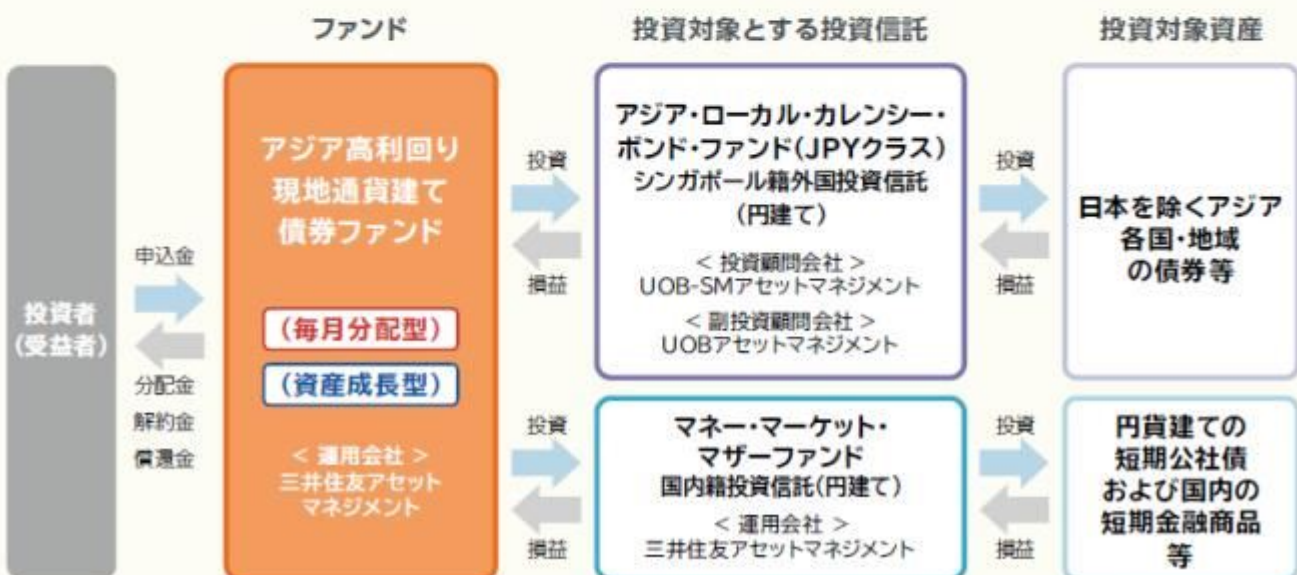 ファンド
投資対象とする投資信託
投資対象資産
投資者
(受益者)
申込金
分配金
解約金
償還金
アジア高利回り
現地通貨建て
債券ファンド
(毎月分配型)
(資産成長型)
< 運用会社 >
三井住友アセット
マネジメント
投資
損益
アジア・ローカル・カレンシー・
ボンド・ファンド(JPYクラス)
シンガポール籍外国投資信託
(円建て)
< 投資顧問会社 >
UOB-SMアセットマネジメント
< 副投資顧問会社 >
UOBアセットマネジメント
投資
損益
日本を除くアジア
各国・地域
の債券等
投資
損益
マネー・マーケット・
マザーファンド
国内籍投資信託(円建て)
< 運用会社 >
三井住友アセットマネジメント
投資
損益
円貨建ての
短期公社債
および国内の
短期金融商品
等